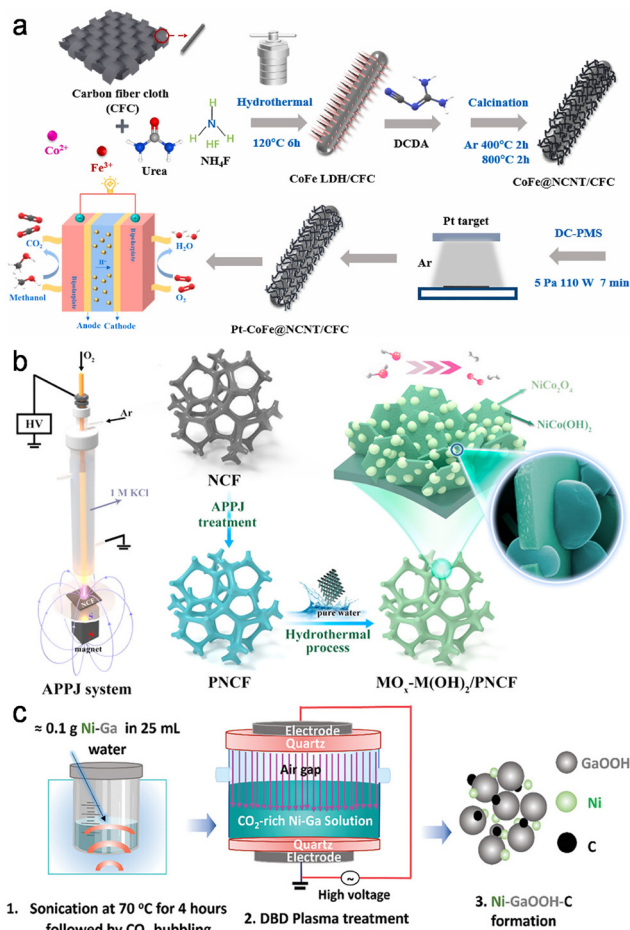 a
Carbon fiber cloth
(CFC)
Co²⁺
Fe³⁺
Urea
H
N
H
H
HF
NH₄F
Hydrothermal
120°C 6h
CoFe LDH/CFC
DCDA
Calcination
Ar 400°C 2h
800°C 2h
CoFe@NCNT/CFC
CO₂
Methanol
Bipolarplate
H⁺
Bipolarplate
H₂O
O₂
Anode
Cathode
Pt-CoFe@NCNT/CFC
Pt target
Ar
DC-PMS
5 Pa 110 W 7 min
b
O₂
HV
Ar
1 M KCl
NCF
S
magnet
APPJ system
NCF
APPJ
treatment
PNCF
pure water
Hydrothermal
process
NiCo₂O₄
NiCo(OH)₂
MOₓ-M(OH)₂/PNCF
c
≈ 0.1 g Ni-Ga in 25 mL
water
1. Sonication at 70 °C for 4 hours
followed by CO₂ bubbling
Electrode
Quartz
Air gap
CO₂-rich Ni-Ga Solution
Quartz
Electrode
High voltage
2. DBD Plasma treatment
GaOOH
Ni
C
3. Ni-GaOOH-C
formation